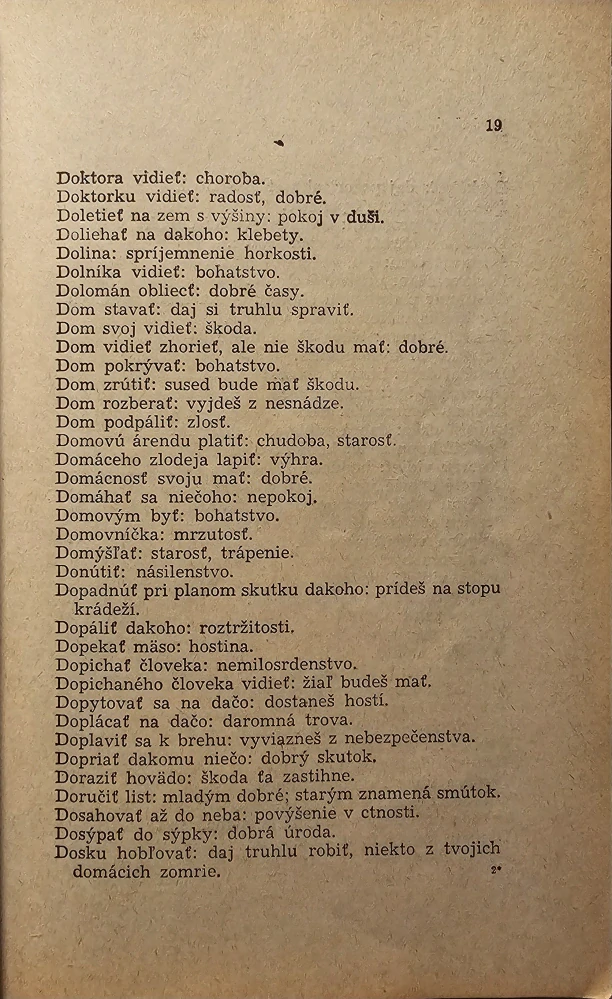 19
Doktora vidieť: choroba.
Doktorku vidieť: radosť, dobré.
Doletieť na zem s výšiny: pokoj v duši.
Doliehať na dakoho: klebety.
Dolina: spríjemnenie horkosti.
Dolníka vidieť: bohatstvo.
Dolomán obliecť: dobré časy.
Dom stavať: daj si truhlu spraviť.
Dom svoj vidieť: škoda.
Dom vidieť zhorieť, ale nie škodu mať: dobré.
Dom pokrývať: bohatstvo.
Dom zrútiť: sused bude mať škodu.
Dom rozberať: vyjdeš z nesnádze.
Dom podpáliť: zlosť.
Domovú árendu platiť: chudoba, starosť.
Domáceho zlodeja lapiť: výhra.
Domácnosť svoju mať: dobré.
Domáhať sa niečoho: nepokoj.
Domovým byť: bohatstvo.
Domovníčka: mrzutosť.
Domýšľať: starosť, trápenie.
Donútiť: násilenstvo.
Dopadnúť pri planom skutku dakoho: prídeš na stopu
krádeží.
Dopáliť dakoho: roztržitosti.
Dopekať mäso: hostina.
Dopichať človeka: nemilosrdenstvo.
Dopichaného človeka vidieť: žiaľ budeš mať.
Dopytovať sa na dačo: dostaneš hostí.
Doplácať na dačo: daromná trova.
Doplaviť sa k brehu: vyviazneš z nebezpečenstva.
Dopriať dakomu niečo: dobrý skutok.
Doraziť hovädo: škoda ťa zastihne.
Doručiť list: mladým dobré; starým znamená smútok.
Dosahovať až do neba: povýšenie v ctnosti.
Dosýpať do sýpky: dobrá úroda.
Dosku hobľovať: daj truhlu robiť, niekto z tvojich
domácich zomrie.
2*